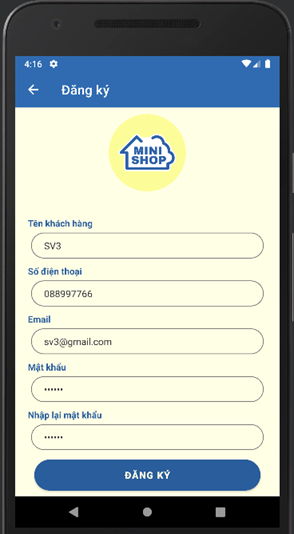 4:16
Đăng ký
MINI
SHOP
Tên khách hàng
SV3
Số điện thoại
088997766
Email
sv3@gmail.com
Mật khẩu
••••••
Nhập lại mật khẩu
••••••
ĐĂNG KÝ